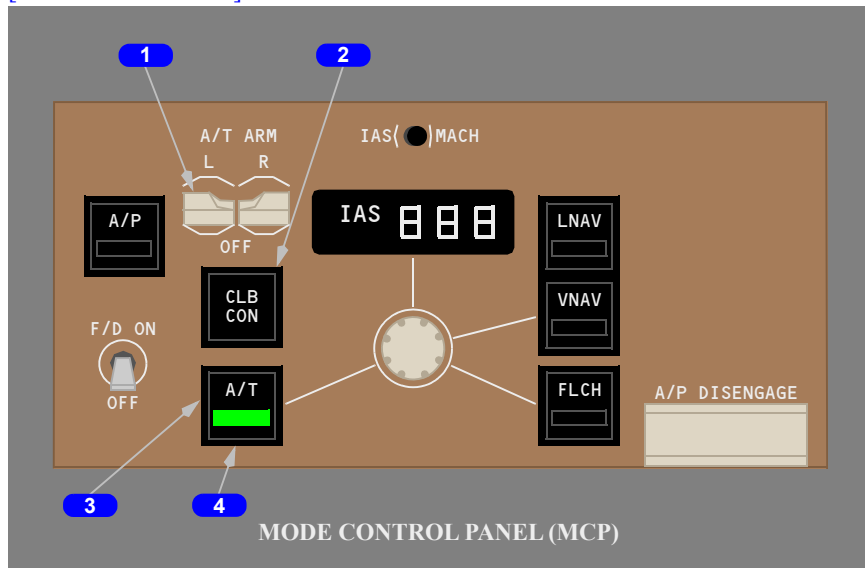 1
2
A/T ARM
IAS( )MACH
L R
A/P
IAS 888
LNAV
OFF
CLB
CON
VNAV
F/D ON
OFF
A/T
FLCH
A/P DISENGAGE
3
4
MODE CONTROL PANEL (MCP)